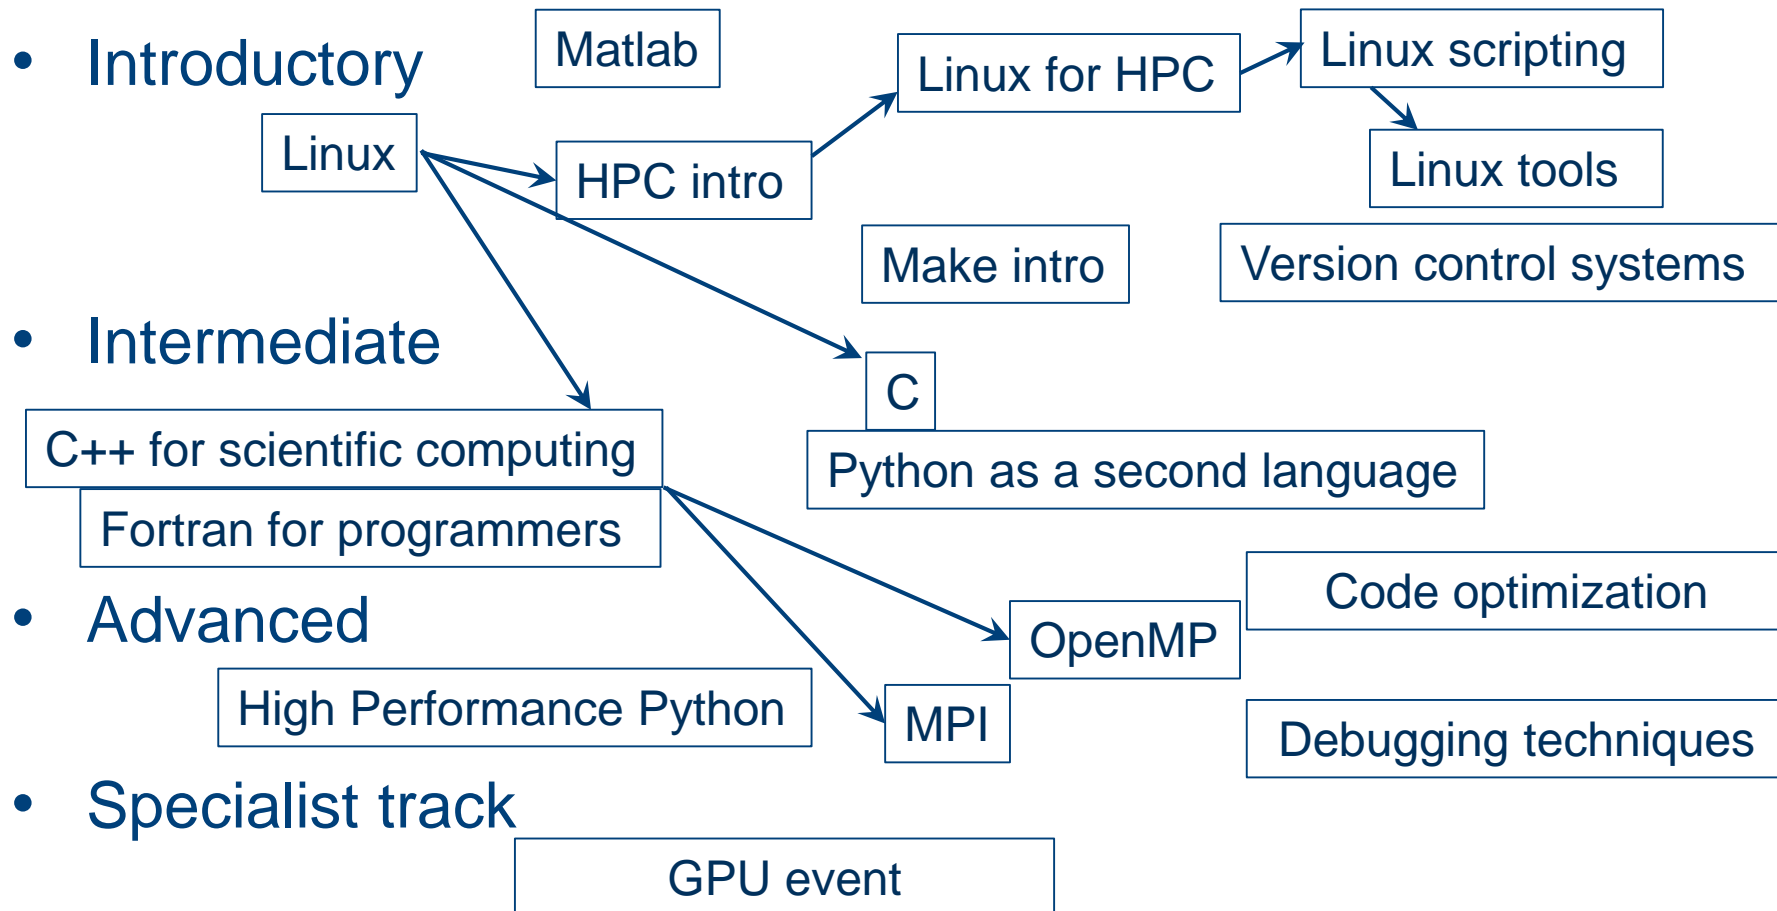 • Introductory
Matlab
Linux for HPC
Linux scripting
Linux
HPC intro
Linux tools
Make intro
Version control systems
• Intermediate
C
C++ for scientific computing
Python as a second language
Fortran for programmers
• Advanced
OpenMP
Code optimization
High Performance Python
MPI
Debugging techniques
• Specialist track
GPU event